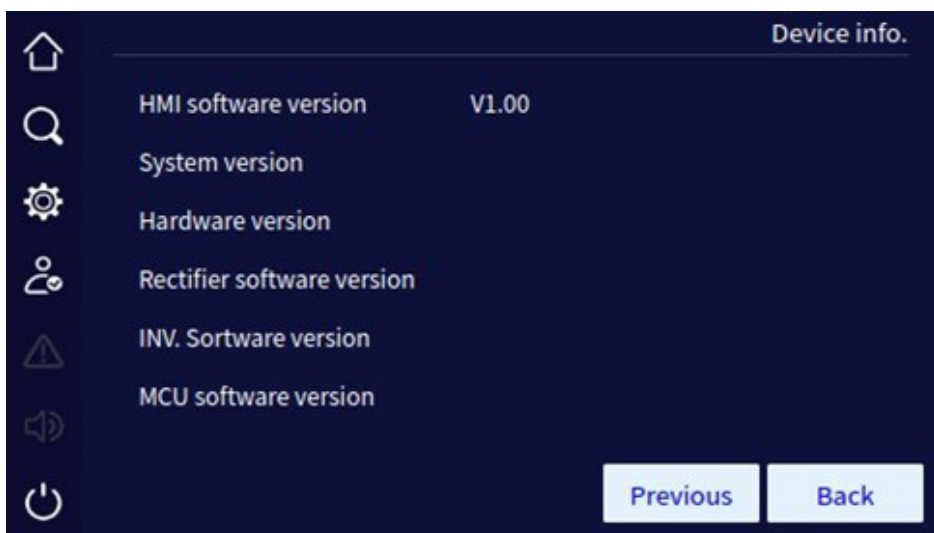 Device info.
HMI software version V1.00
System version
Hardware version
Rectifier software version
INV. Sortware version
MCU software version
Previous Back